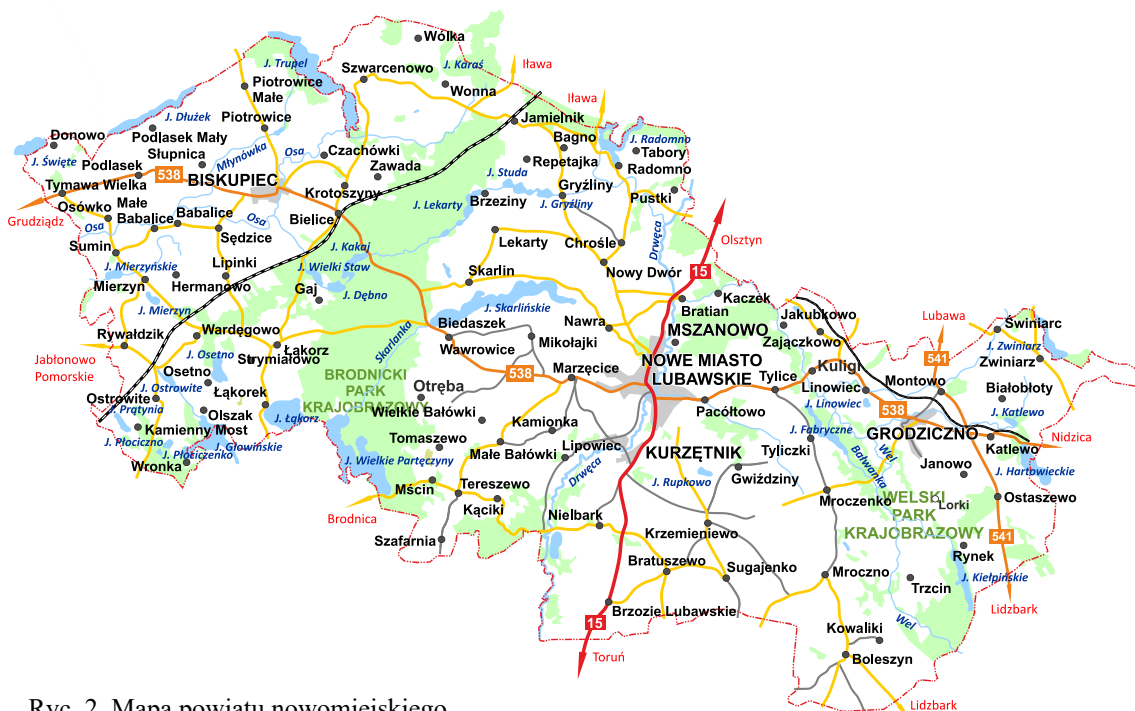 Wólka
Szwarcenowo
J. Karaś
Iława
J. Trupel
Piotrowice
Małe
Wonna
Iława
J. Dłużek
Piotrowice
Jamielnik
Donowo
Podlasek Mały
Bagno
J. Radomno
Słupnica
Młynówka
Osa
Czachówki
Repetajka
Tabory
J. Święte
Podlasek
538
BISKUPIEC
Zawada
J. Studa
Radomno
Tymawa Wielka
Krotoszyny
Gryźliny
Brzeziny
Pustki
Grudziądz
Osówko
Małe
Babalice
Babalice
Osa
Bielice
J. Lekarty
J. Gryźliny
Osa
Sędzice
Drwęca
Olsztyn
Sumin
J. Kakaj
Lekarty
Chrośle
J. Mierzyńskie
Lipinki
J. Wielki Staw
Skarlin
Nowy Dwór
15
Mierzyn
Hermanowo
Gaj
J. Dębno
Kaczek
J. Mierzyn
J. Skarlińskie
Bratian
Jakubkowo
Lubawa
Świniarc
Rywałdzik
Wardęgowo
Skarlanka
Biedaszek
Nawra
MSZANOWO
Zajączkowo
J. Zwiniarz
Jabłonowo
Pomorskie
J. Osetno
Strymiałowo
Łąkorz
Wawrowice
Mikołajki
NOWE MIASTO
LUBAWSKIE
Kuligi
541
Zwiniarz
Osetno
BRODNICKI
PARK
KRAJOBRAZOWY
538
Marzęcice
Tylice
Linowiec
Montowo
Białobłoty
J. Ostrowite
Łąkorek
Otręba
J. Linowiec
538
J. Katlewo
Ostrowite
J. Prątynia
Olszak
J. Łąkorz
Wielkie Bałówki
Pacółtowo
Kamienny Most
J. Głowińskie
Kamionka
J. Fabryczne
GRODZICZNO
Nidzica
J. Płociczno
J. Płociczenko
Tomaszewo
Małe Bałówki
Lipowiec
KURZĘTNIK
Tyliczki
Wel
Katlewo
Wronka
J. Wielkie Partęczyny
Drwęca
Bałwanka
Janowo
J. Hartowieckie
Mścin
Tereszewo
J. Rupkowo
Gwiździny
Mroczenko
WELSKI
PARK
KRAJOBRAZOWY
Lorki
Ostaszewo
Brodnica
Kąciki
Nielbark
Krzemieniewo
541
Szafarnia
Rynek
Bratuszewo
Sugajenko
Mroczno
Trzcin
J. Kiełpińskie
Brzozie Lubawskie
Lidzbark
15
Wel
Toruń
Kowaliki
Boleszyn
Lidzbark
Ryc. 2. Mapa powiatu nowomiejskiego